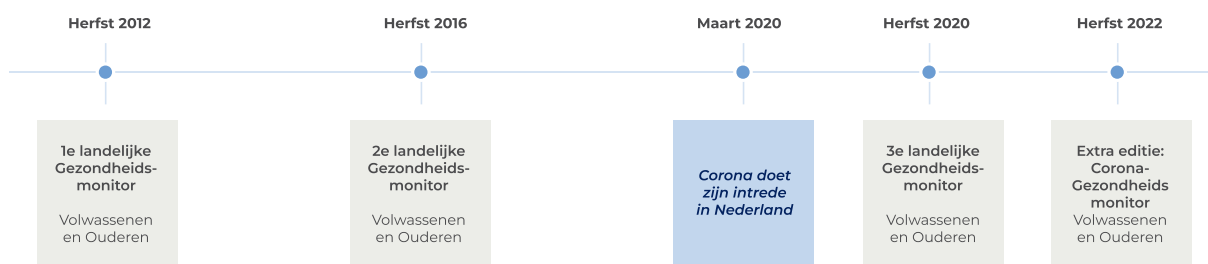 Herfst 2012
Herfst 2016
Maart 2020
Herfst 2020
Herfst 2022
1e landelijke
Gezondheids-
monitor
Volwassenen
en Ouderen
2e landelijke
Gezondheids-
monitor
Volwassenen
en Ouderen
Corona doet
zijn intrede
in Nederland
3e landelijke
Gezondheids-
monitor
Volwassenen
en Ouderen
Extra editie:
Corona-
Gezondheids
monitor
Volwassenen
en Ouderen